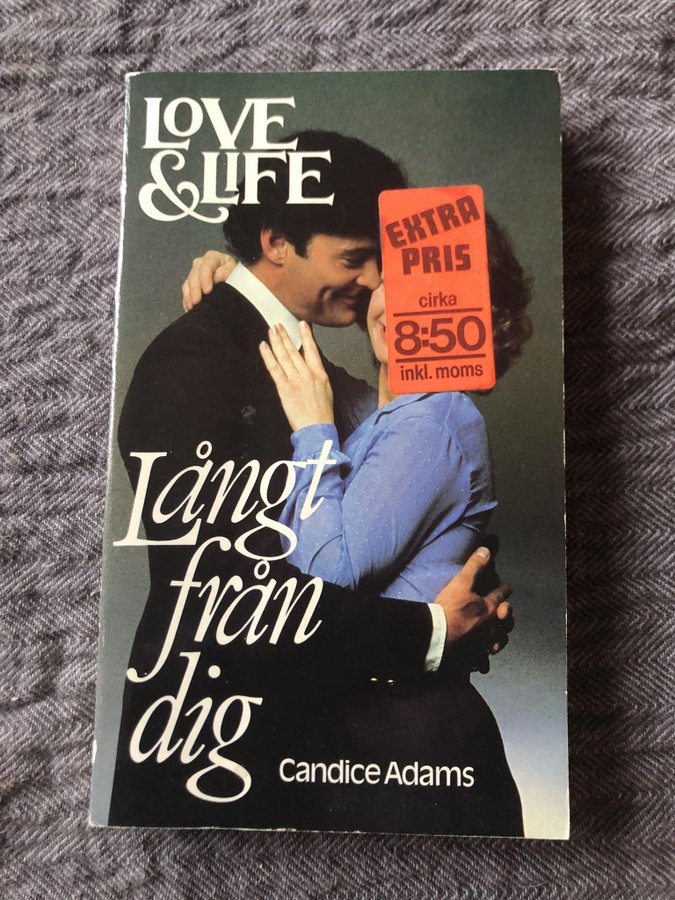 LOVE
& LIFE
EXTRA
PRIS
cirka
8:50
inkl. moms
Långt
från
dig
Candice Adams